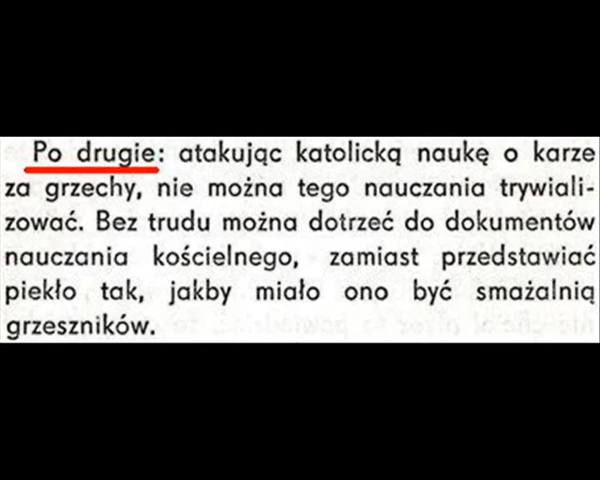 Po drugie: atakując katolicką naukę o karze
za grzechy, nie można tego nauczania trywiali-
zować. Bez trudu można dotrzeć do dokumentów
nauczania kościelnego, zamiast przedstawiać
piekło tak, jakby miało ono być smażalnią
grzeszników.